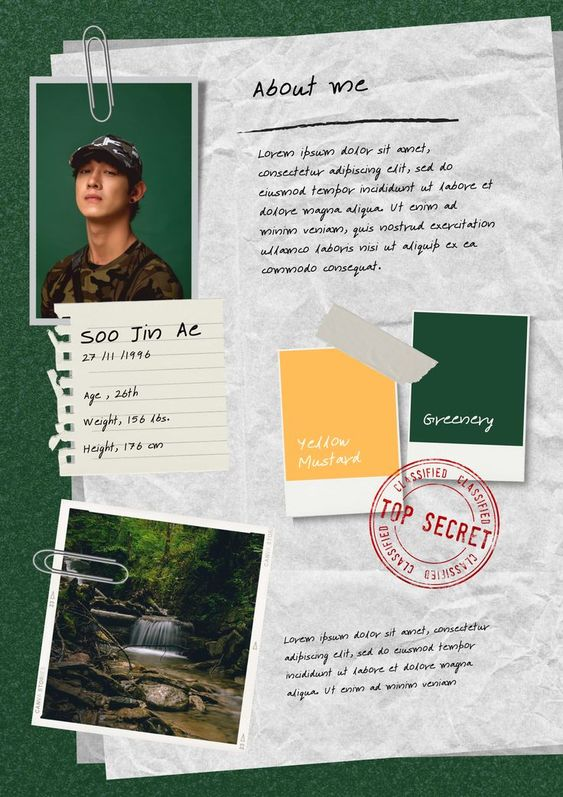 About me
Lorem ipsum dolor sit amet,
consectetur adipiscing elit, sed do
eiusmod tempor incididunt ut labore et
dolore magna aliqua. Ut enim ad
minim veniam, quis nostrud exercitation
ullamco laboris nisi ut aliquip ex ea
commodo consequat.
Soo Jin Ae
27 /11 /1996
Age , 26th
Weight, 156 lbs.
Height, 176 cm
Yellow
Mustard
Greenery
CLASSIFIED CLASSIFIED
TOP SECRET
CLASSIFIED CLASSIFIED CLASSIFIED
Lorem ipsum dolor sit amet, consectetur
adipiscing elit, sed do eiusmod tempor
incididunt ut labore et dolore magna
aliqua. Ut enim ad minim veniam